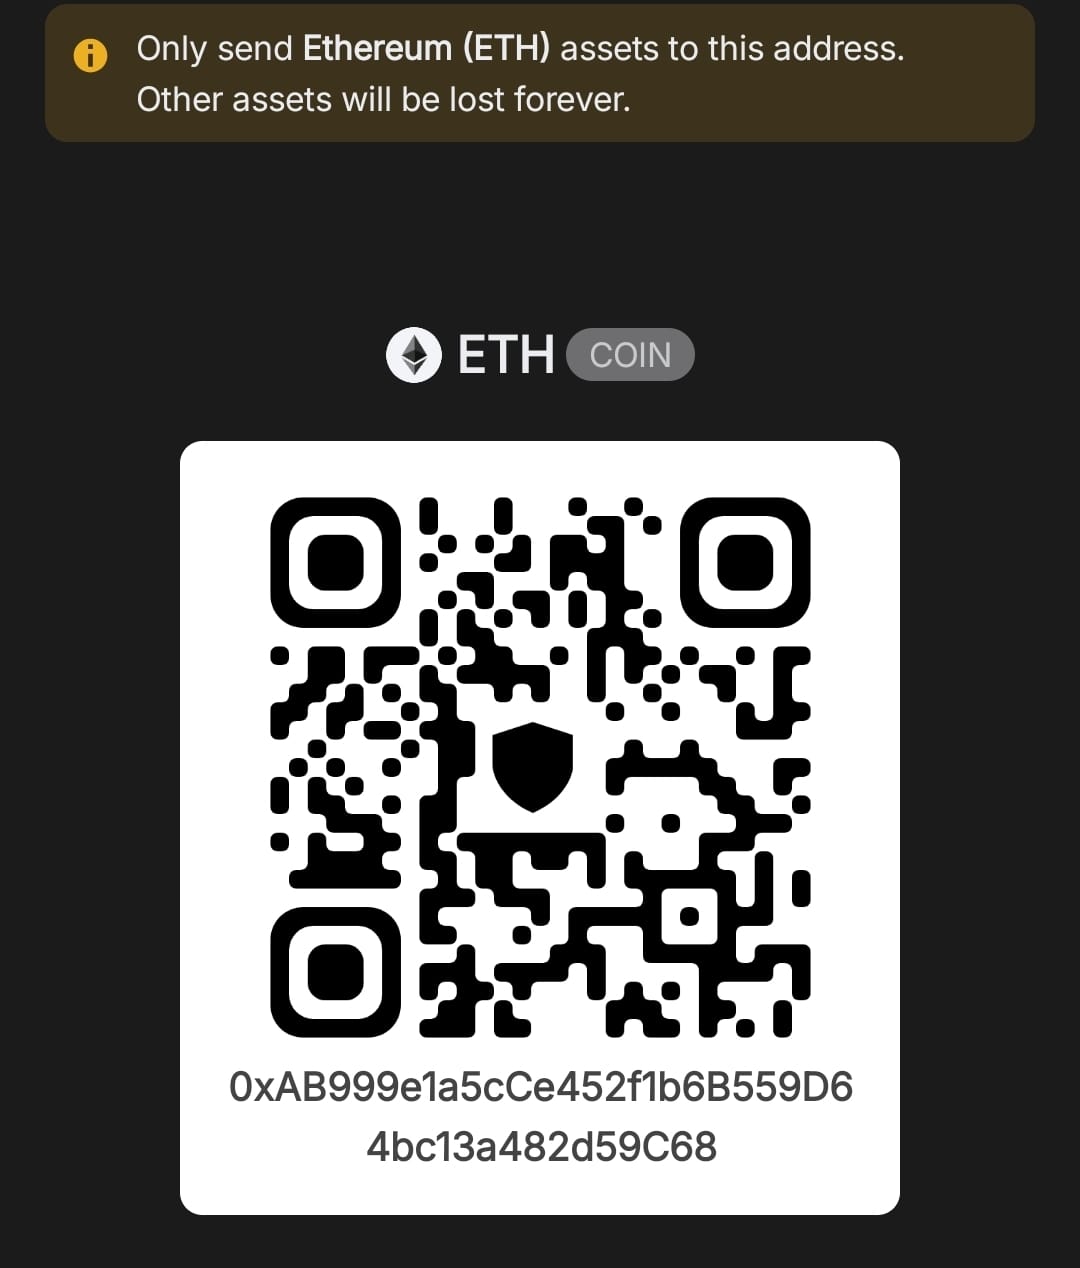 Only send Ethereum (ETH) assets to this address.
Other assets will be lost forever.
ETH COIN
0xAB999e1a5cCe452f1b6B559D6
4bc13a482d59C68